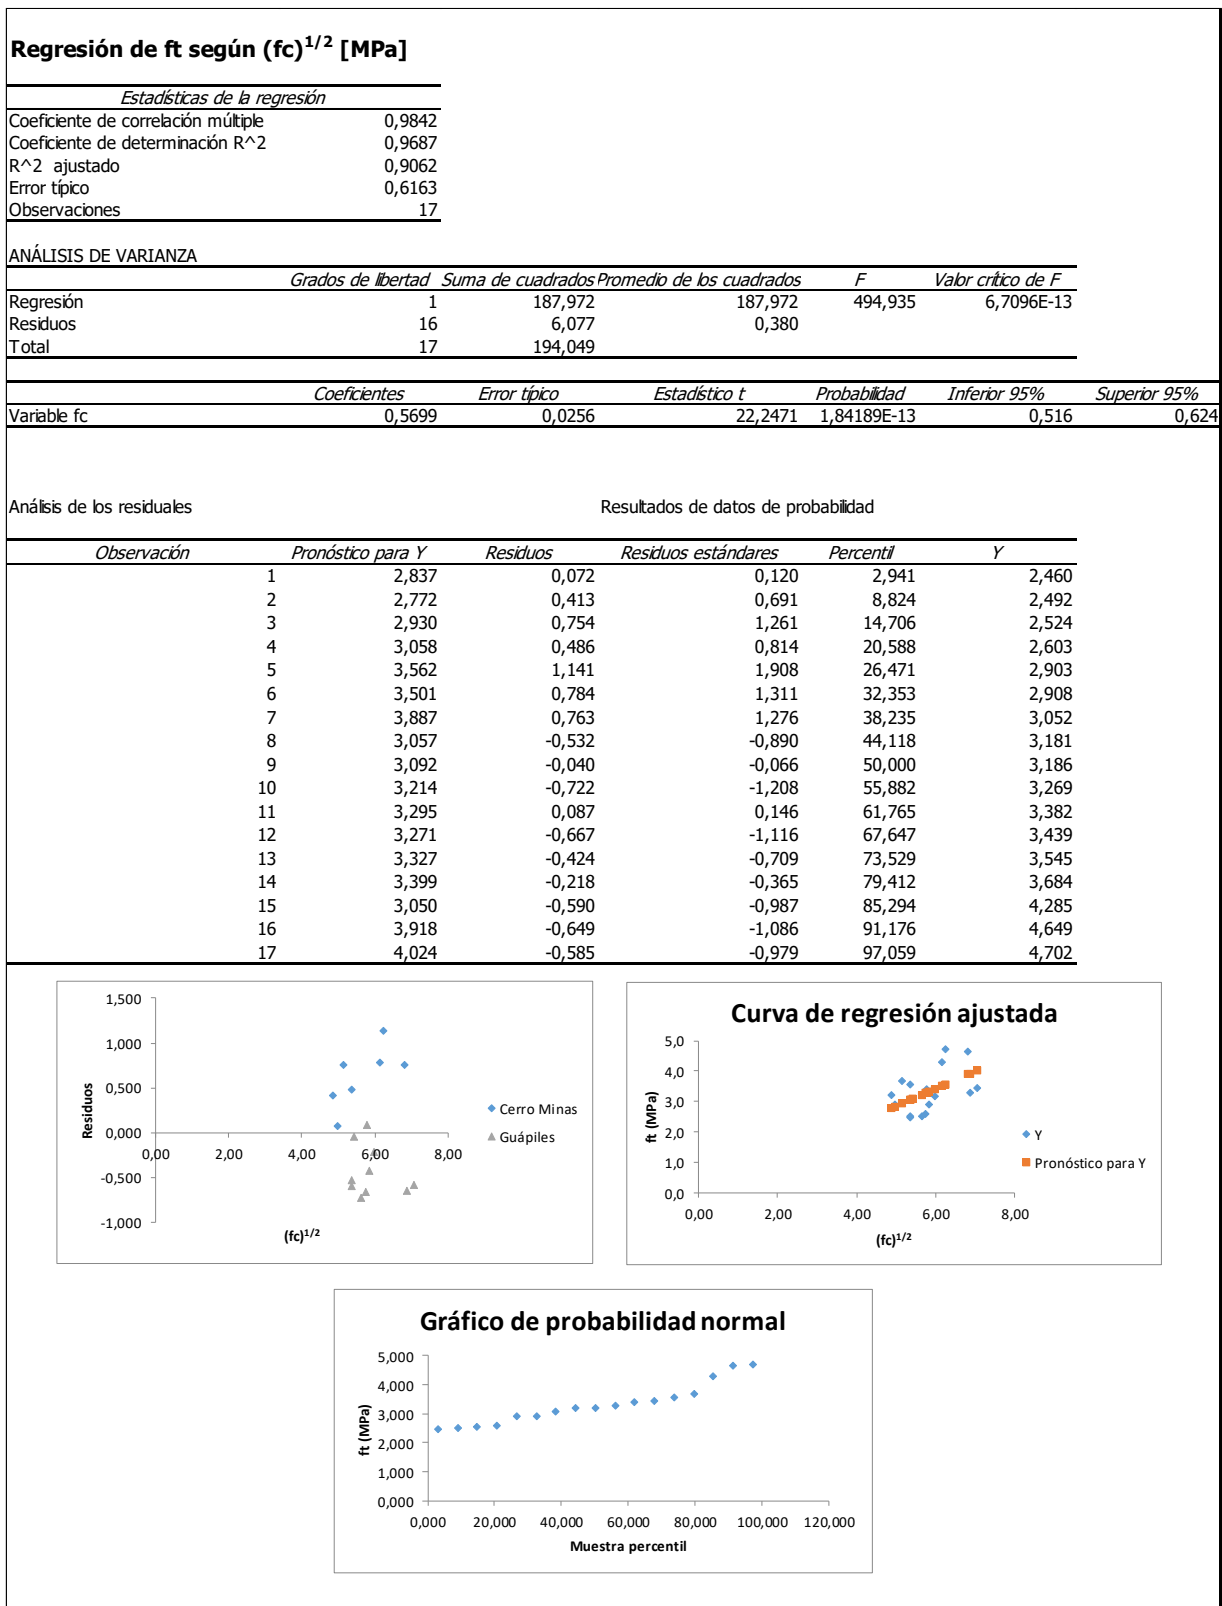 Regresión de ft según (fc)1/2 [MPa]
Estadísticas de la regresión
Coeficiente de correlación múltiple 0,9842
Coeficiente de determinación R^2 0,9687
R^2 ajustado 0,9062
Error típico 0,6163
Observaciones 17
ANÁLISIS DE VARIANZA
Grados de libertad Suma de cuadrados Promedio de los cuadrados F Valor crítico de F
Regresión 1 187,972 187,972 494,935 6,7096E-13
Residuos 16 6,077 0,380
Total 17 194,049
Coeficientes Error típico Estadístico t Probabilidad Inferior 95% Superior 95%
Variable fc 0,5699 0,0256 22,2471 1,84189E-13 0,516 0,624
Análisis de los residuales Resultados de datos de probabilidad
Observación Pronóstico para Y Residuos Residuos estándares Percentil Y
1 2,837 0,072 0,120 2,941 2,460
2 2,772 0,413 0,691 8,824 2,492
3 2,930 0,754 1,261 14,706 2,524
4 3,058 0,486 0,814 20,588 2,603
5 3,562 1,141 1,908 26,471 2,903
6 3,501 0,784 1,311 32,353 2,908
7 3,887 0,763 1,276 38,235 3,052
8 3,057 -0,532 -0,890 44,118 3,181
9 3,092 -0,040 -0,066 50,000 3,186
10 3,214 -0,722 -1,208 55,882 3,269
11 3,295 0,087 0,146 61,765 3,382
12 3,271 -0,667 -1,116 67,647 3,439
13 3,327 -0,424 -0,709 73,529 3,545
14 3,399 -0,218 -0,365 79,412 3,684
15 3,050 -0,590 -0,987 85,294 4,285
16 3,918 -0,649 -1,086 91,176 4,649
17 4,024 -0,585 -0,979 97,059 4,702
1,500
1,000
0,500
0,000
-0,500
-1,000
0,00 2,00 4,00 6,00 8,00
Residuos
(fc)1/2
Cerro Minas
Guápiles
Curva de regresión ajustada
5,0
4,0
3,0
2,0
1,0
0,0
0,00 2,00 4,00 6,00 8,00
ft (MPa)
(fc)1/2
Y
Pronóstico para Y
Gráfico de probabilidad normal
5,000
4,000
3,000
2,000
1,000
0,000
0,000 20,000 40,000 60,000 80,000 100,000 120,000
ft (MPa)
Muestra percentil